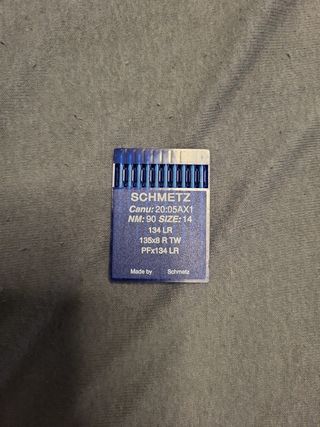 SCHMETZ
Canu: 20:05AX1
NM: 90 SIZE: 14
134 LR
135x8 R TW
PFx134 LR
Made by Schmetz